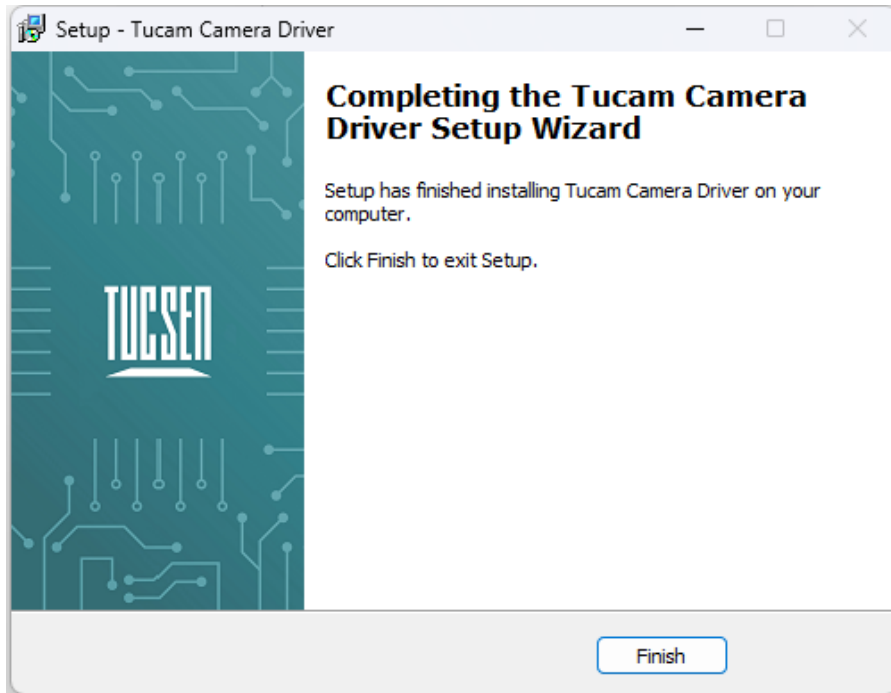 Setup - Tucam Camera Driver
Completing the Tucam Camera
Driver Setup Wizard
Setup has finished installing Tucam Camera Driver on your
computer.
Click Finish to exit Setup.
TUCSEN
Finish